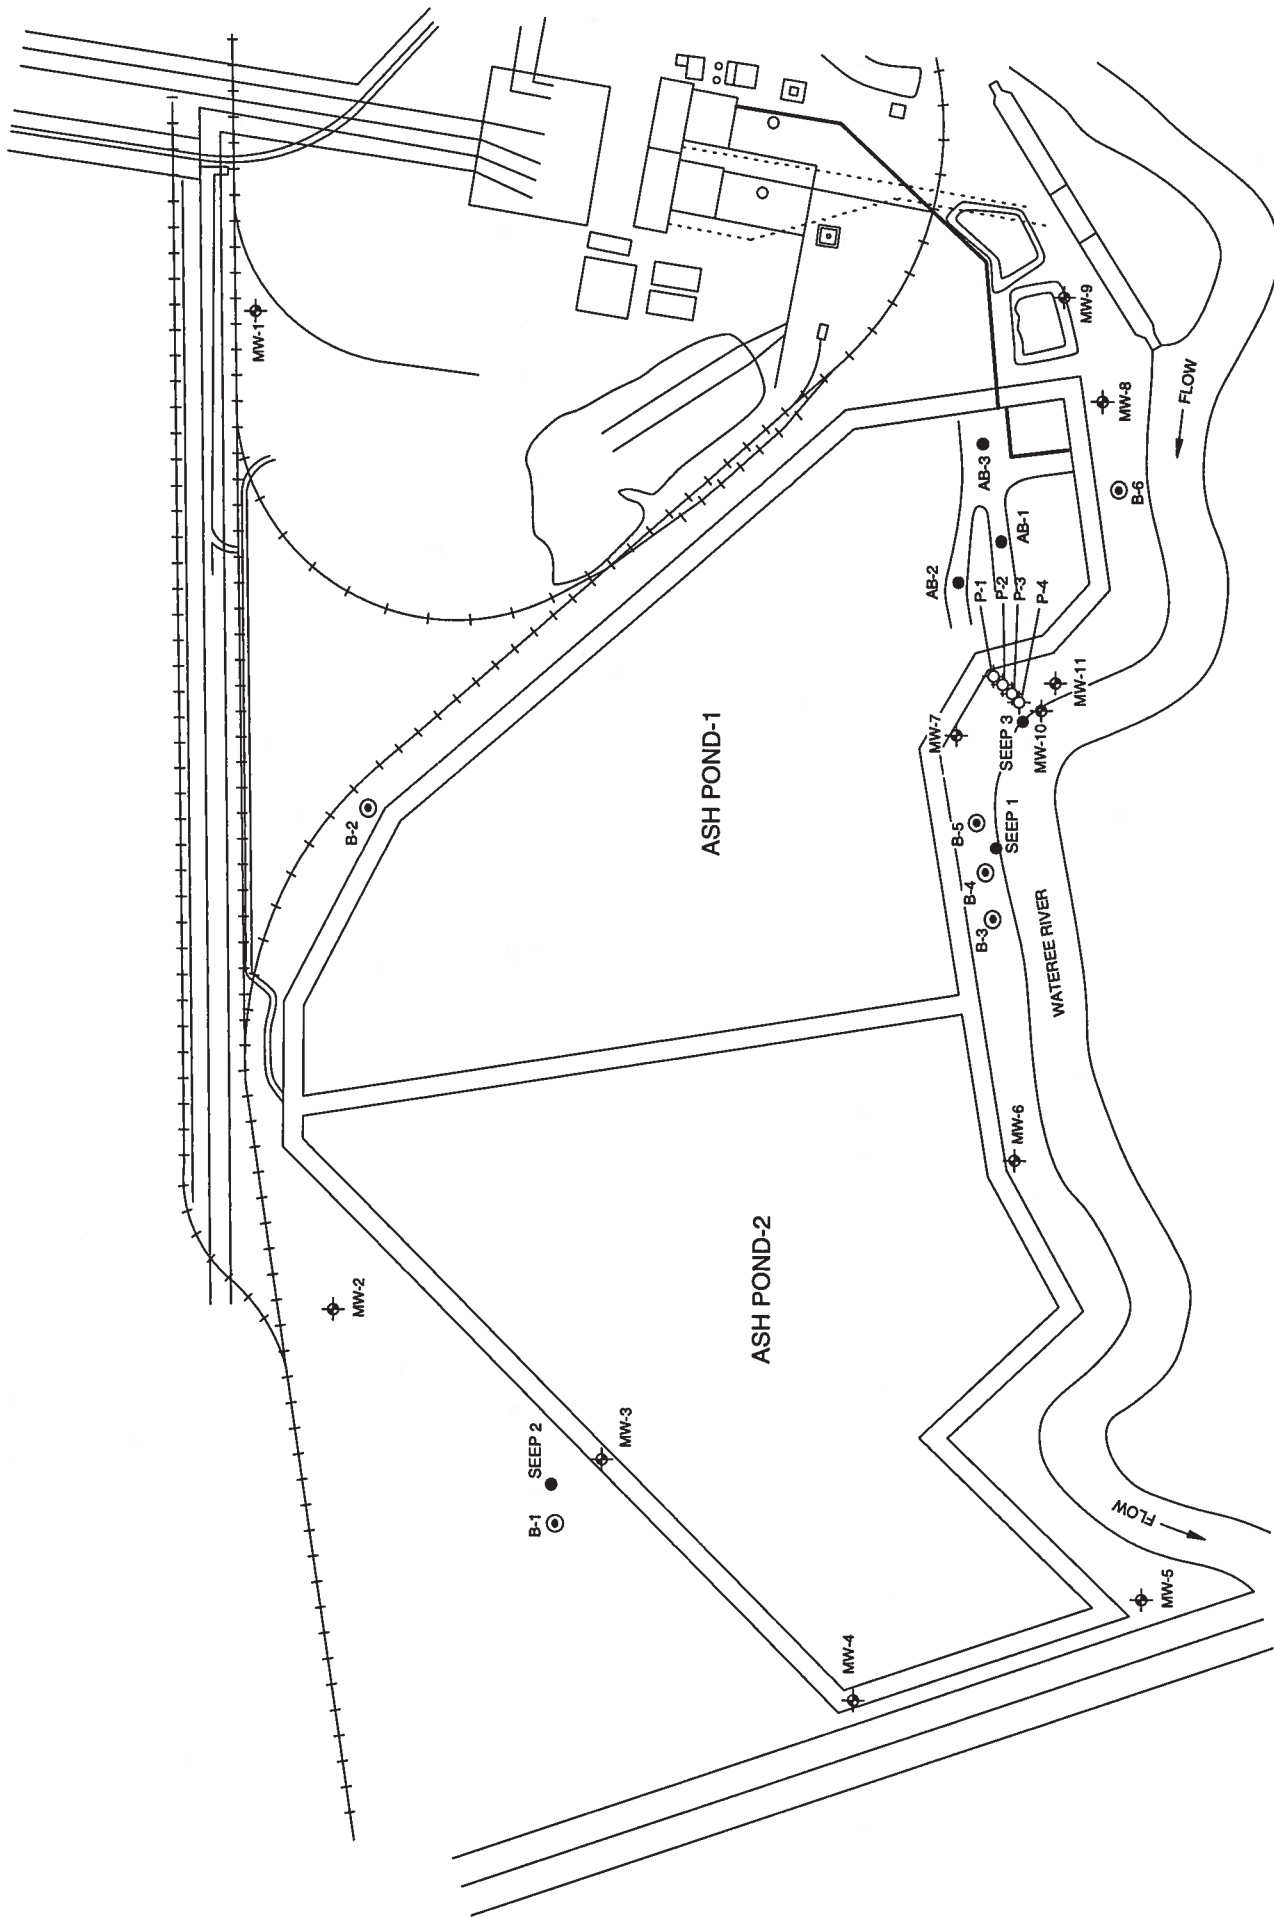 MW-1
MW-9
MW-8
FLOW
B-6
AB-3
AB-1
AB-2
P-1
P-2
P-3
P-4
MW-11
MW-10
SEEP 3
MW-7
B-2
ASH POND-1
B-5
SEEP 1
B-4
B-3
WATEREE RIVER
MW-6
MW-2
ASH POND-2
MW-3
SEEP 2
B-1
FLOW
MW-5
MW-4